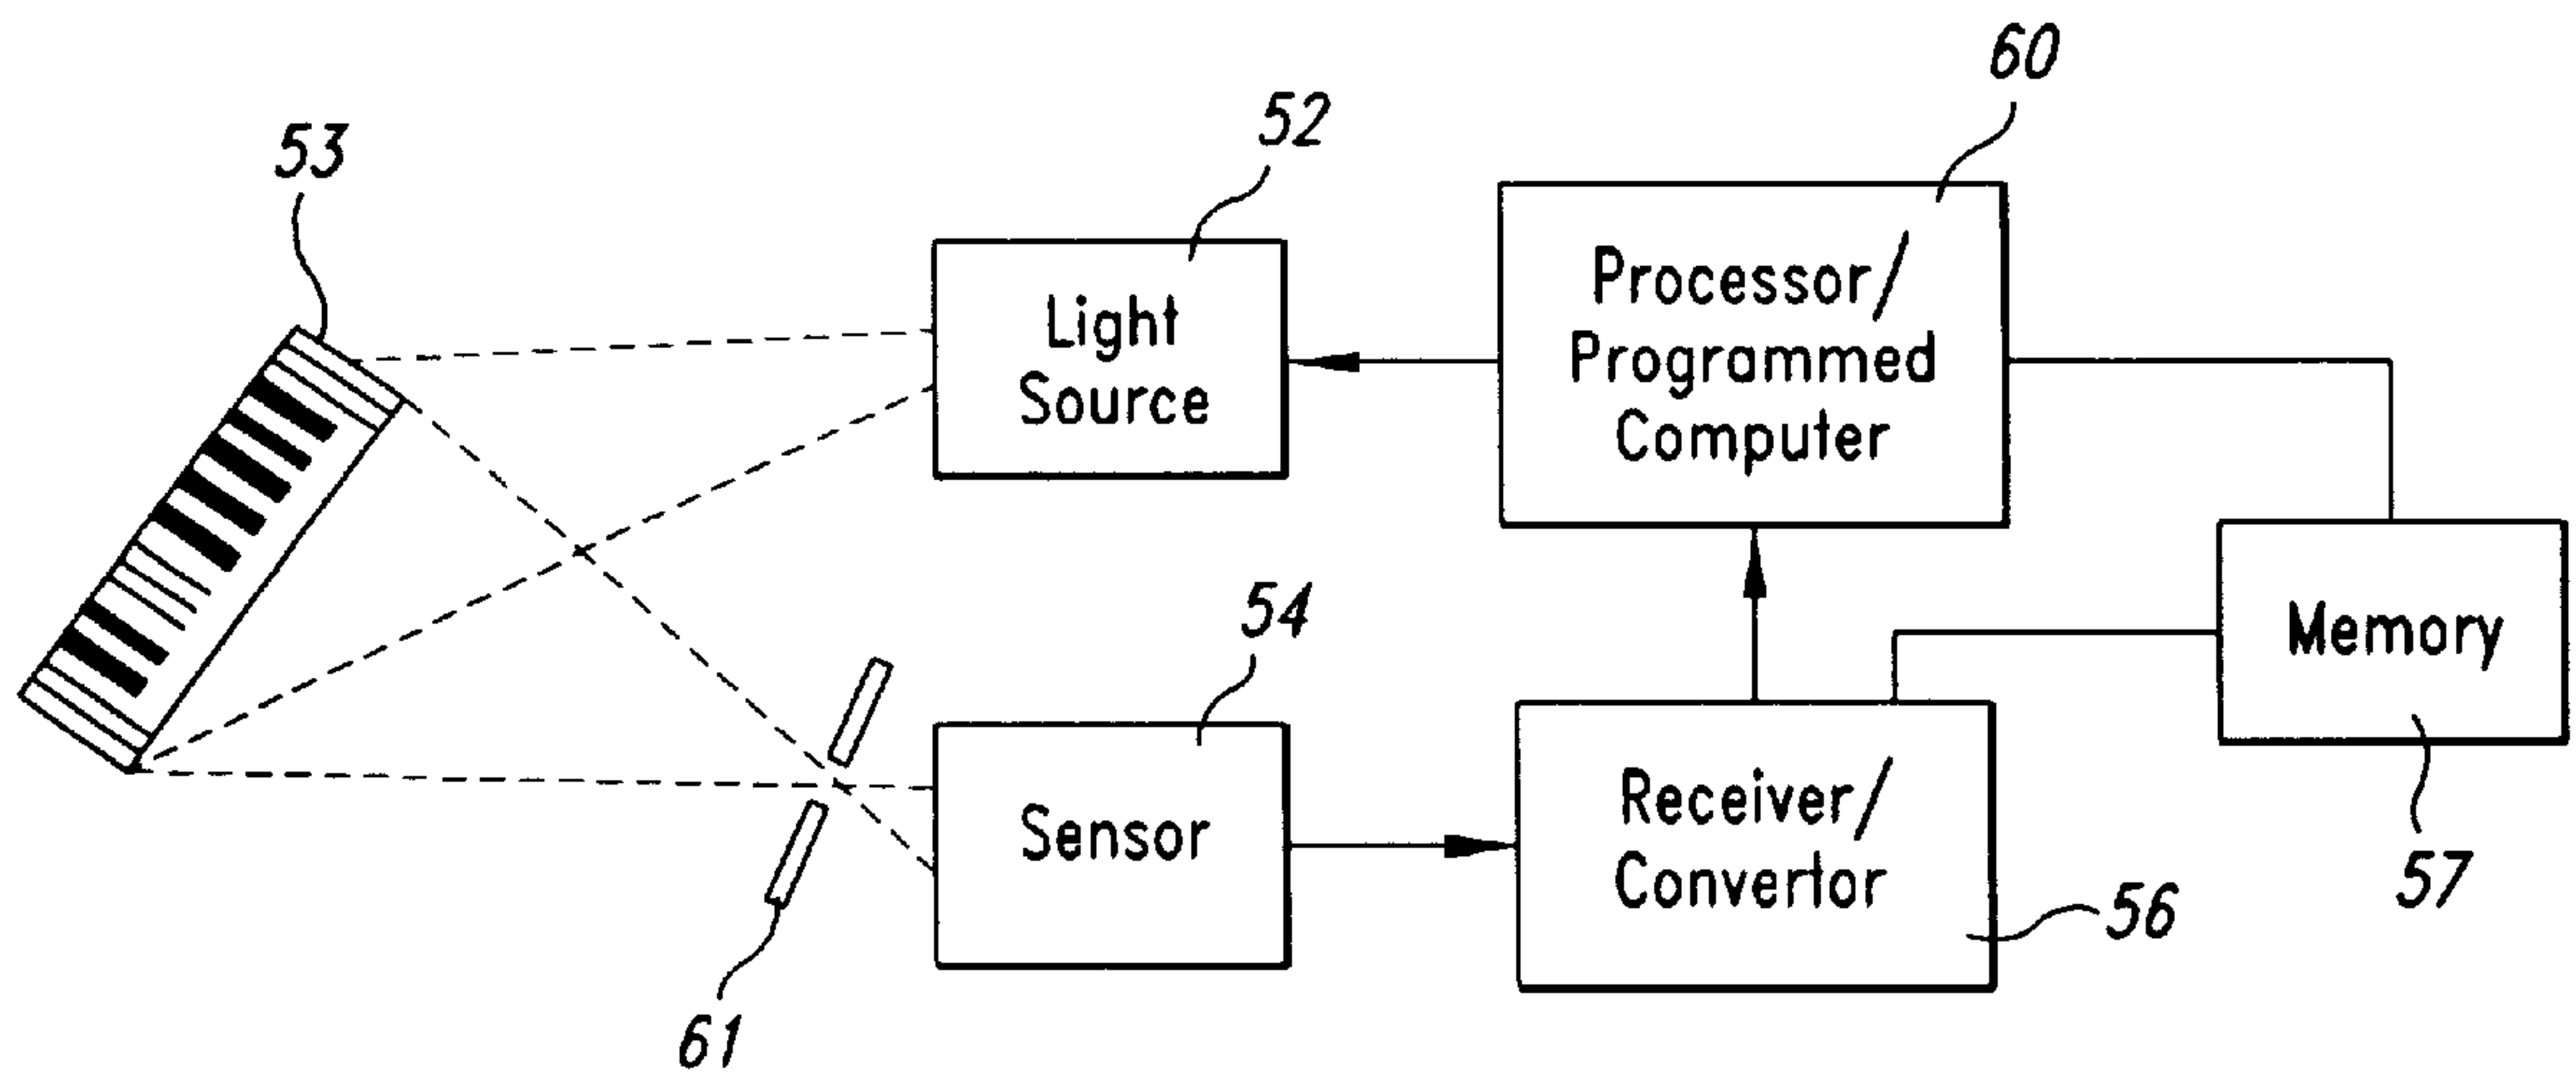 60
52
53
Processor/
Programmed
Computer
Light
Source
54
Memory
Sensor
Receiver/
Convertor
57
56
61